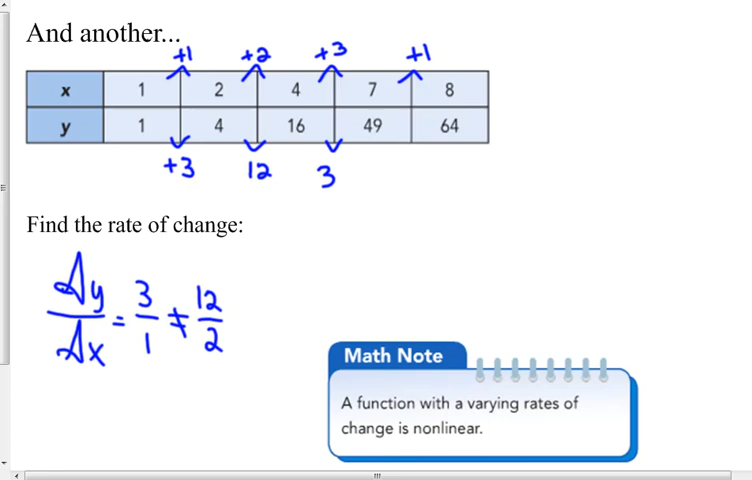 And another...
+1 +2 +3 +1
x 1 2 4 7 8
y 1 4 16 49 64
+3 12 3
Find the rate of change:
Δy/Δx = 3/1 ≠ 12/2
Math Note
A function with a varying rates of
change is nonlinear.